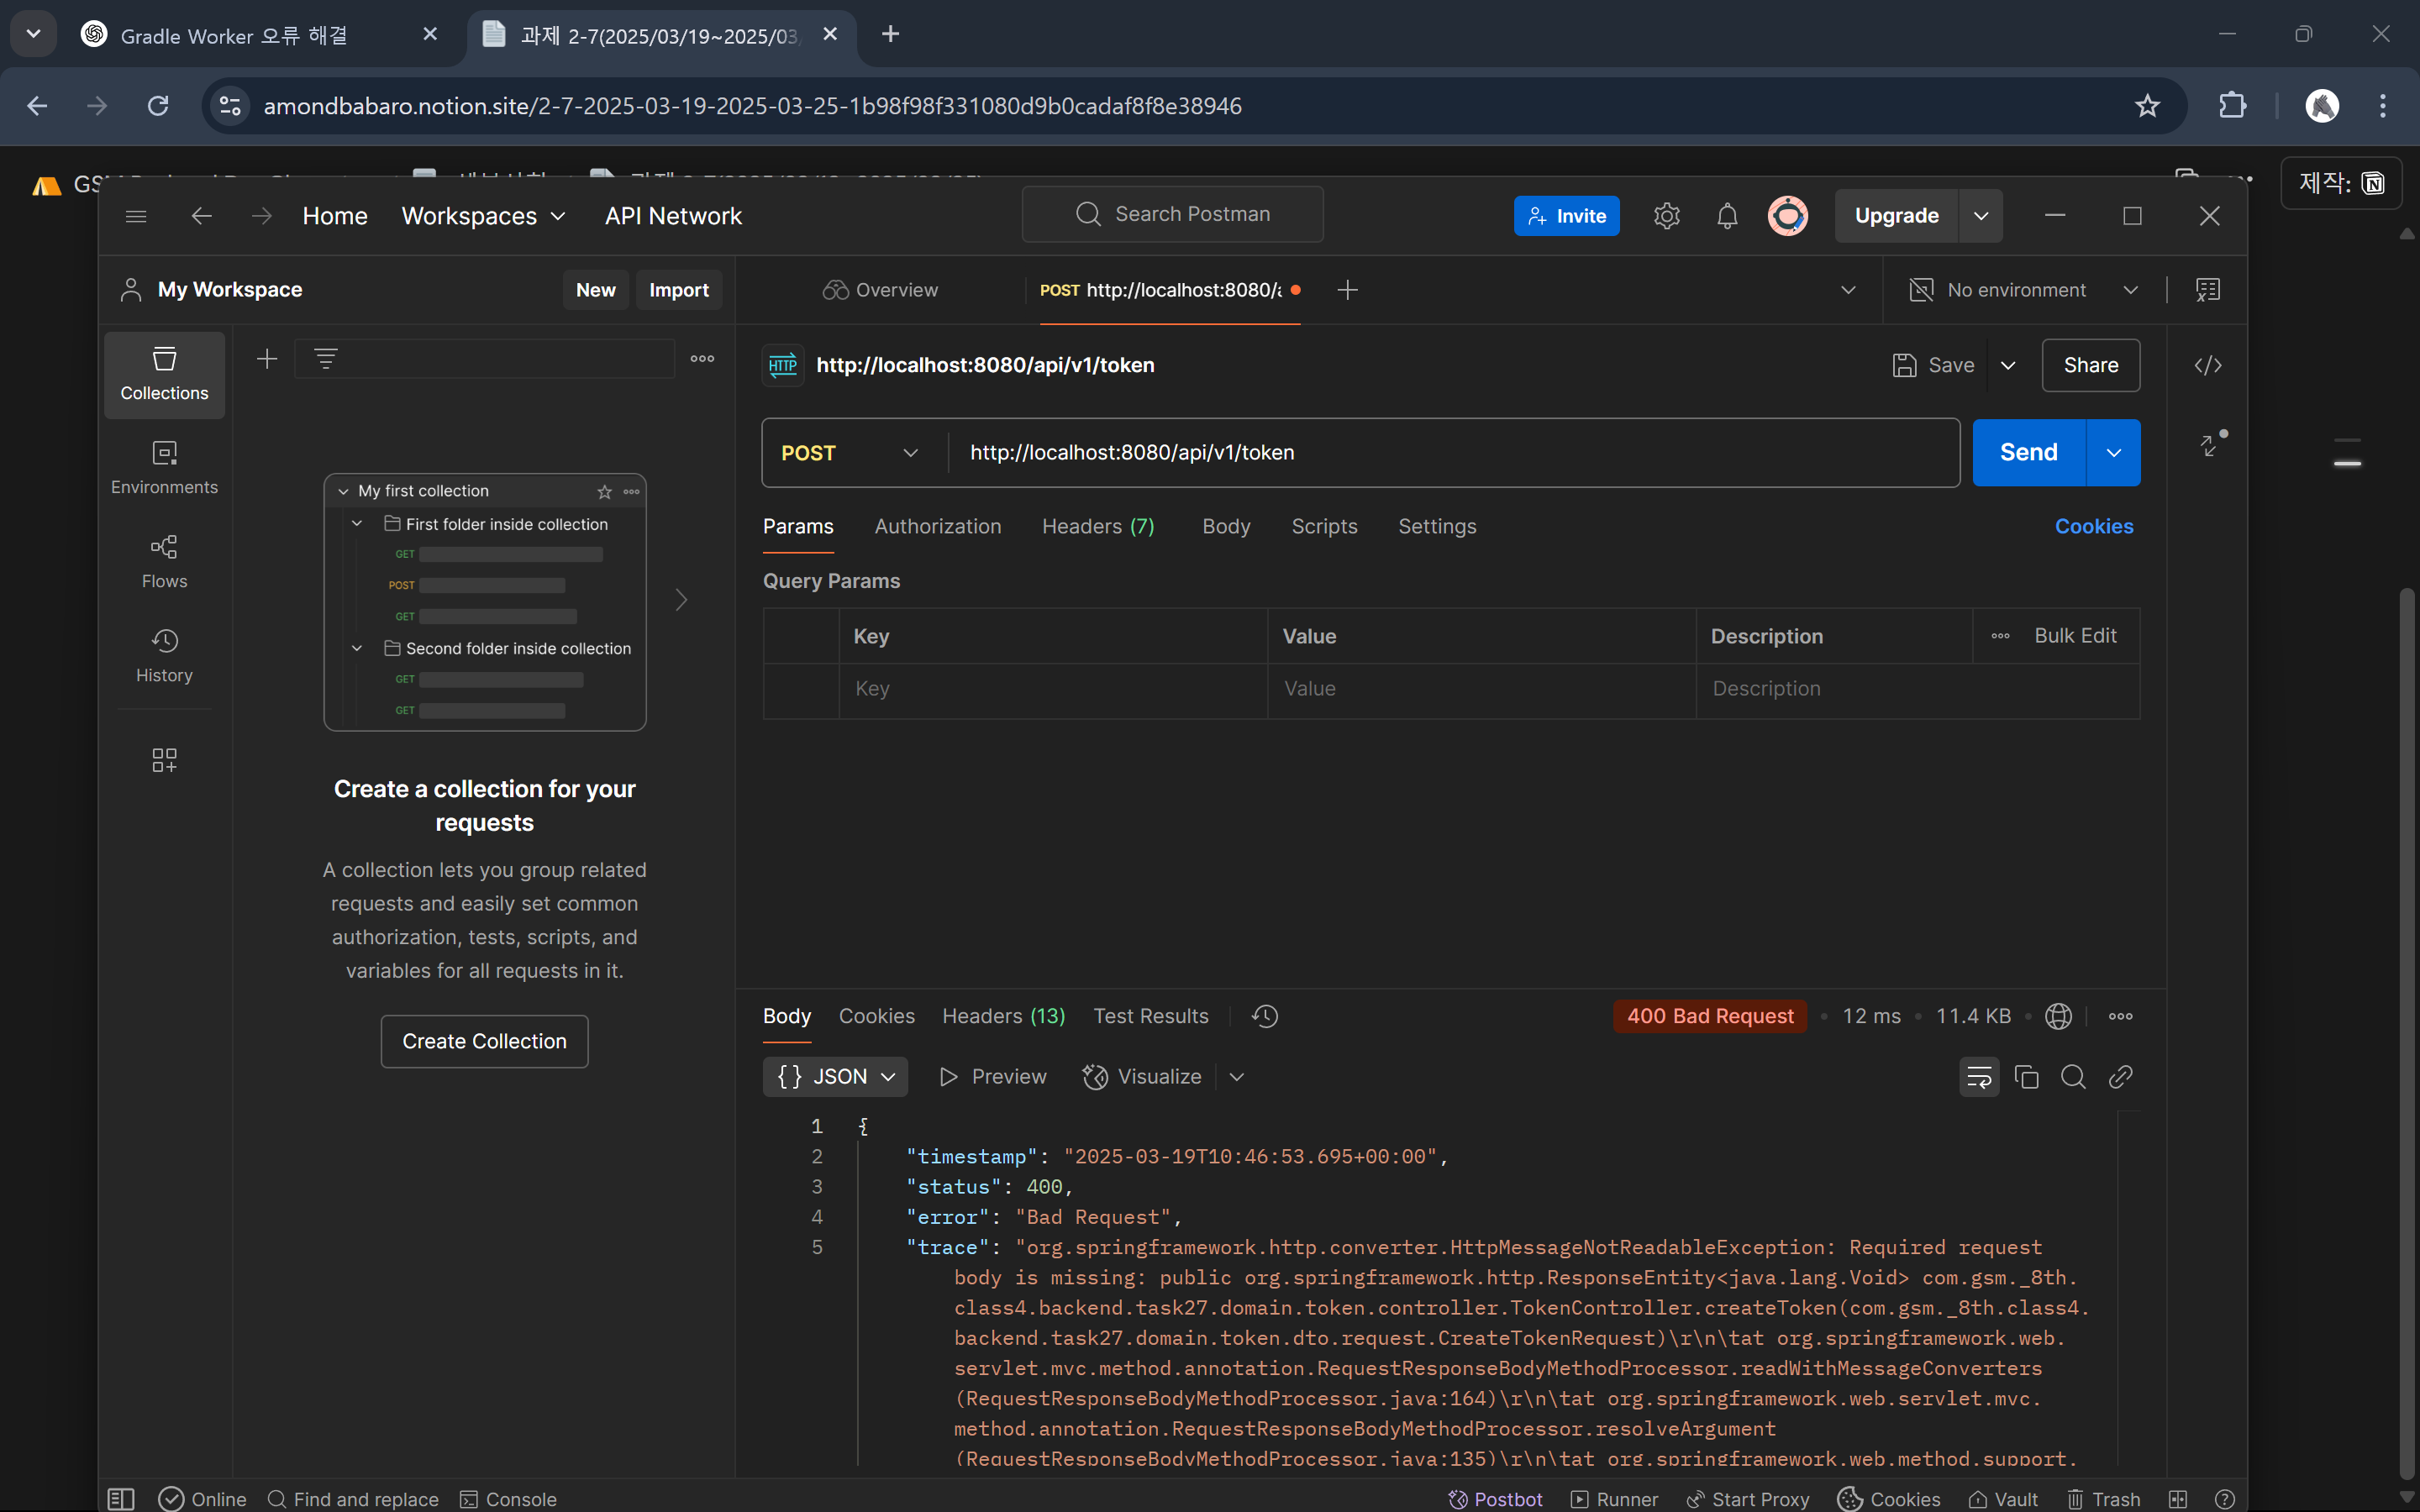 Gradle Worker 오류 해결
과제 2-7(2025/03/19~2025/03/
amondbabaro.notion.site/2-7-2025-03-19-2025-03-25-1b98f98f331080d9b0cadaf8f8e38946
제작:
Home Workspaces API Network
Search Postman
Invite
Upgrade
My Workspace
New Import
Overview
POST http://localhost:8080/a
No environment
Collections
Environments
Flows
History
HTTP http://localhost:8080/api/v1/token
Save Share
POST http://localhost:8080/api/v1/token
Send
My first collection
First folder inside collection
GET
POST
GET
Second folder inside collection
GET
GET
Create a collection for your
requests
A collection lets you group related
requests and easily set common
authorization, tests, scripts, and
variables for all requests in it.
Create Collection
Params Authorization Headers (7) Body Scripts Settings Cookies
Query Params
Key Value Description Bulk Edit
Key Value Description
Body Cookies Headers (13) Test Results
400 Bad Request 12 ms 11.4 KB
{} JSON Preview Visualize
1 {
2 "timestamp": "2025-03-19T10:46:53.695+00:00",
3 "status": 400,
4 "error": "Bad Request",
5 "trace": "org.springframework.http.converter.HttpMessageNotReadableException: Required request
body is missing: public org.springframework.http.ResponseEntity<java.lang.Void> com.gsm._8th.
class4.backend.task27.domain.token.controller.TokenController.createToken(com.gsm._8th.class4.
backend.task27.domain.token.dto.request.CreateTokenRequest)\r\n\tat org.springframework.web.
servlet.mvc.method.annotation.RequestResponseBodyMethodProcessor.readWithMessageConverters
(RequestResponseBodyMethodProcessor.java:164)\r\n\tat org.springframework.web.servlet.mvc.
method.annotation.RequestResponseBodyMethodProcessor.resolveArgument
(RequestResponseBodyMethodProcessor.java:135)\r\n\tat org.springframework.web.method.support.
Online Find and replace Console
Postbot Runner Start Proxy Cookies Vault Trash